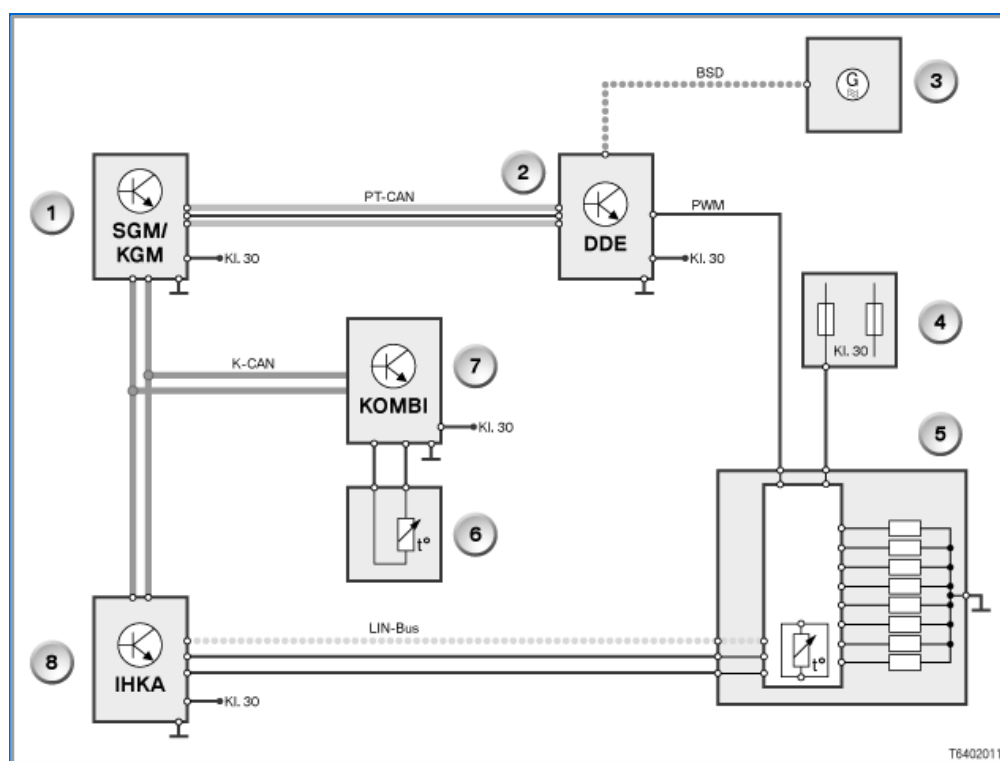 BSD
G
3
2
1
PT-CAN
SGM/
KGM
Kl. 30
DDE
PWM
Kl. 30
4
Kl. 30
K-CAN
7
KOMBI
Kl. 30
5
t°
6
LIN-Bus
8
IHKA
Kl. 30
t°
T6402011